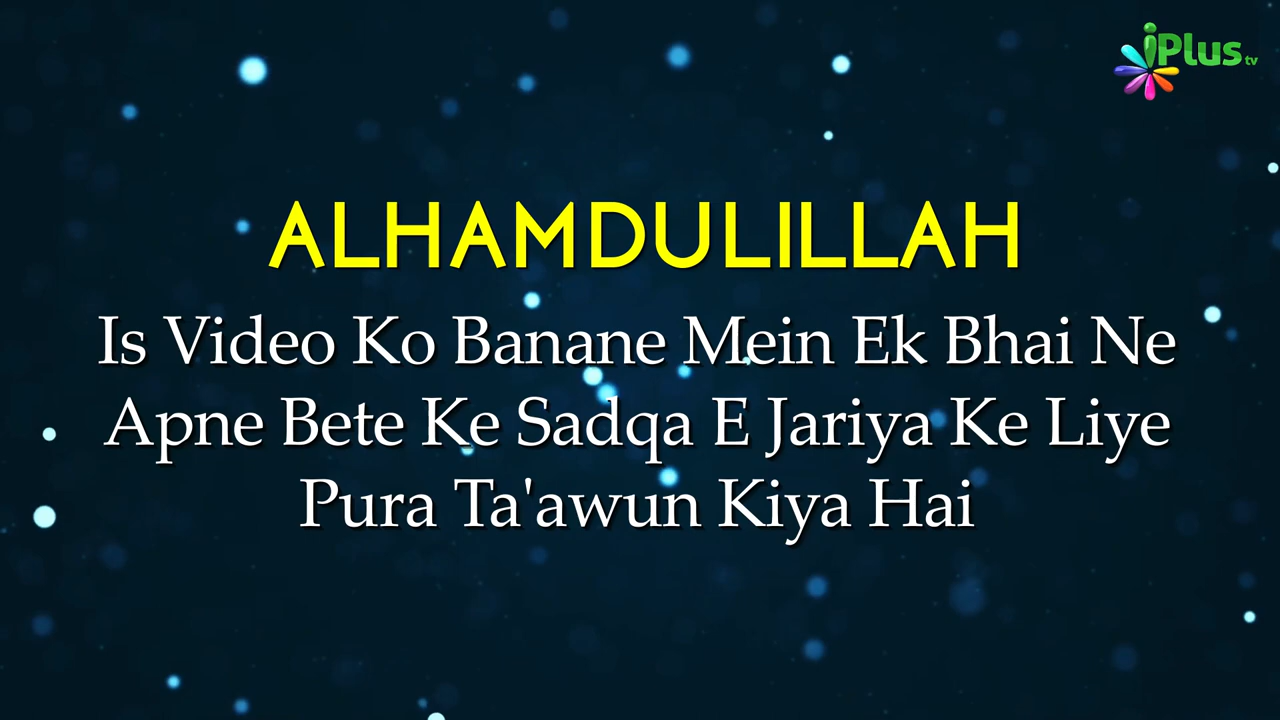 iPlus tv
ALHAMDULILLAH
Is Video Ko Banane Mein Ek Bhai Ne
Apne Bete Ke Sadqa E Jariya Ke Liye
Pura Ta'awun Kiya Hai